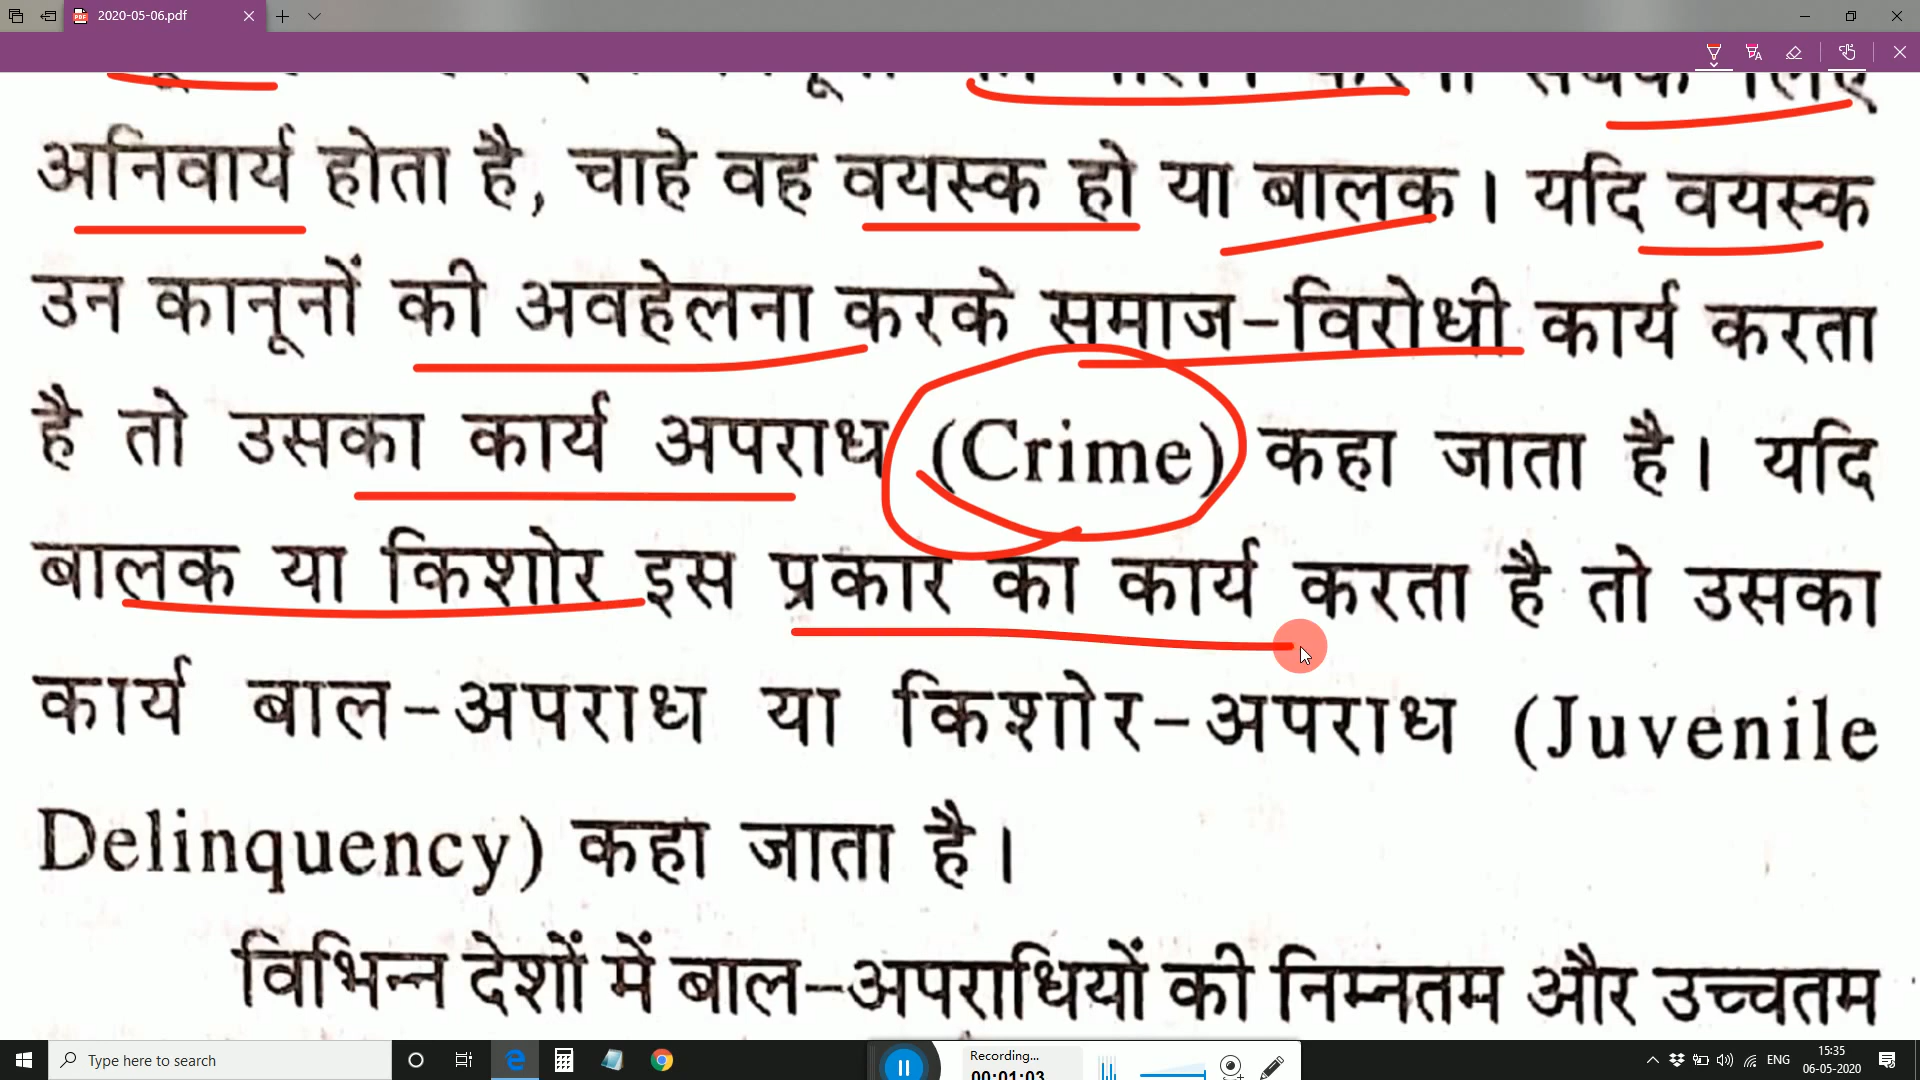 2020-05-06.pdf
सबके लिए
अनिवार्य होता है, चाहे वह वयस्क हो या बालक। यदि वयस्क
उन कानूनों की अवहेलना करके समाज-विरोधी कार्य करता
है तो उसका कार्य अपराध (Crime) कहा जाता है। यदि
बालक या किशोर इस प्रकार का कार्य करता है तो उसका
कार्य बाल-अपराध या किशोर-अपराध (Juvenile
Delinquency) कहा जाता है।
विभिन्न देशों में बाल-अपराधियों की निम्नतम और उच्चतम
Type here to search
Recording...
00:01:03
ENG
15:35
06-05-2020